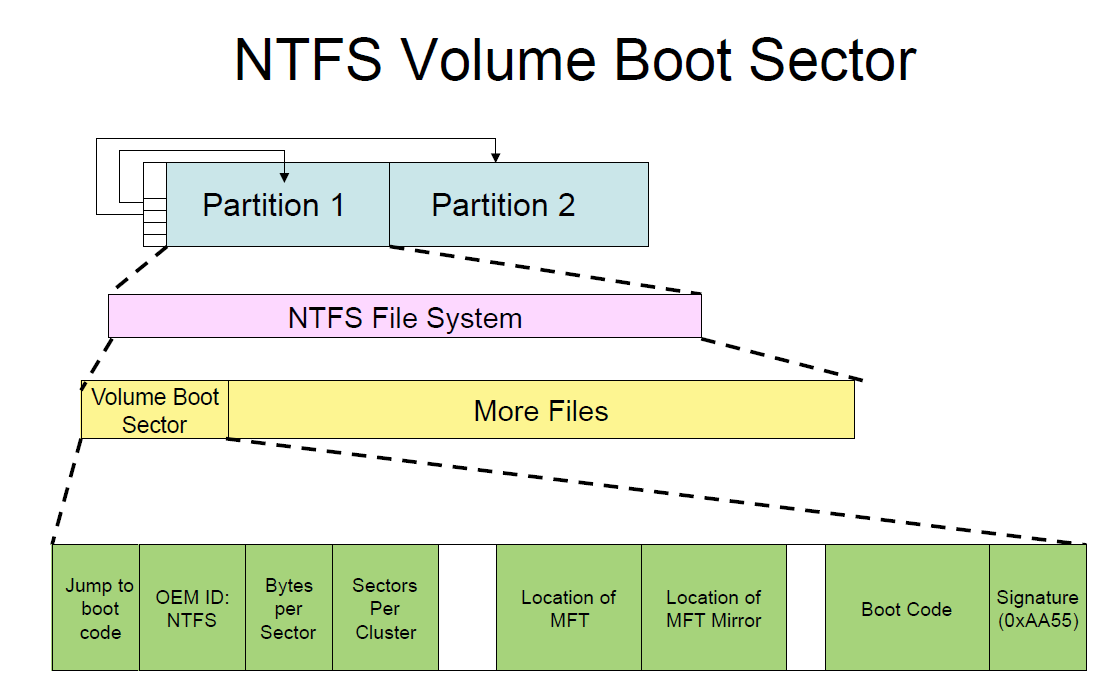 NTFS Volume Boot Sector
Partition 1
Partition 2
NTFS File System
Volume Boot
Sector
More Files
Jump to
boot
code
OEM ID:
NTFS
Bytes
per
Sector
Sectors
Per
Cluster
Location of
MFT
Location of
MFT Mirror
Boot Code
Signature
(0xAA55)